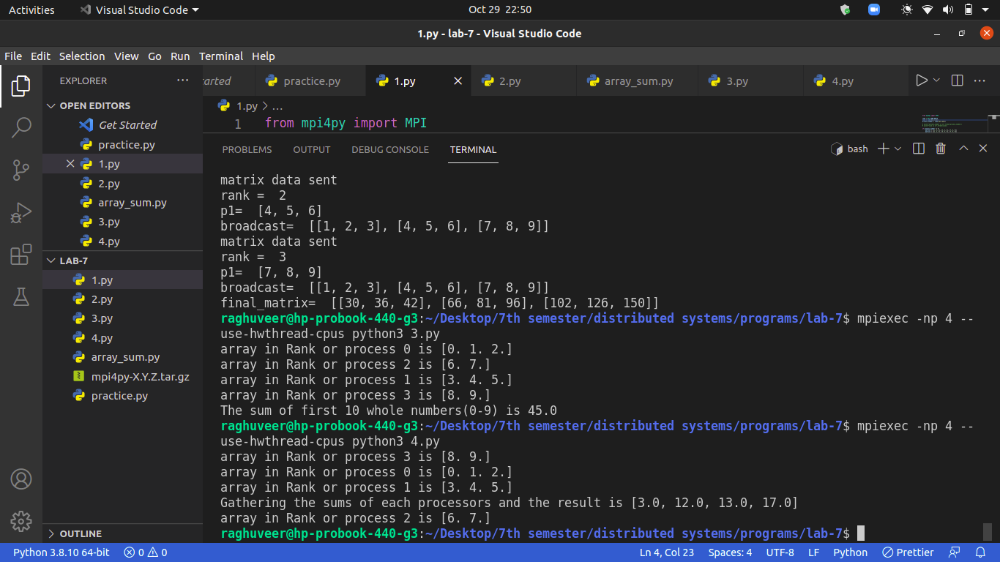 Activities Visual Studio Code Oct 29 22:50
1.py - lab-7 - Visual Studio Code
File Edit Selection View Go Run Terminal Help
EXPLORER
OPEN EDITORS
Get Started
practice.py
1.py
2.py
array_sum.py
3.py
4.py
LAB-7
1.py
2.py
3.py
4.py
array_sum.py
mpi4py-X.Y.Z.tar.gz
practice.py
OUTLINE
tarted practice.py 1.py 2.py array_sum.py 3.py 4.py
1.py > ...
1 from mpi4py import MPI
PROBLEMS OUTPUT DEBUG CONSOLE TERMINAL bash
matrix data sent
rank =  2
p1=  [4, 5, 6]
broadcast=  [[1, 2, 3], [4, 5, 6], [7, 8, 9]]
matrix data sent
rank =  3
p1=  [7, 8, 9]
broadcast=  [[1, 2, 3], [4, 5, 6], [7, 8, 9]]
final_matrix=  [[30, 36, 42], [66, 81, 96], [102, 126, 150]]
raghuveer@hp-probook-440-g3:~/Desktop/7th semester/distributed systems/programs/lab-7$ mpiexec -np 4 --
use-hwthread-cpus python3 3.py
array in Rank or process 0 is [0. 1. 2.]
array in Rank or process 2 is [6. 7.]
array in Rank or process 1 is [3. 4. 5.]
array in Rank or process 3 is [8. 9.]
The sum of first 10 whole numbers(0-9) is 45.0
raghuveer@hp-probook-440-g3:~/Desktop/7th semester/distributed systems/programs/lab-7$ mpiexec -np 4 --
use-hwthread-cpus python3 4.py
array in Rank or process 3 is [8. 9.]
array in Rank or process 0 is [0. 1. 2.]
array in Rank or process 1 is [3. 4. 5.]
Gathering the sums of each processors and the result is [3.0, 12.0, 13.0, 17.0]
array in Rank or process 2 is [6. 7.]
raghuveer@hp-probook-440-g3:~/Desktop/7th semester/distributed systems/programs/lab-7$
Python 3.8.10 64-bit 0 0 Ln 4, Col 23 Spaces: 4 UTF-8 LF Python Prettier